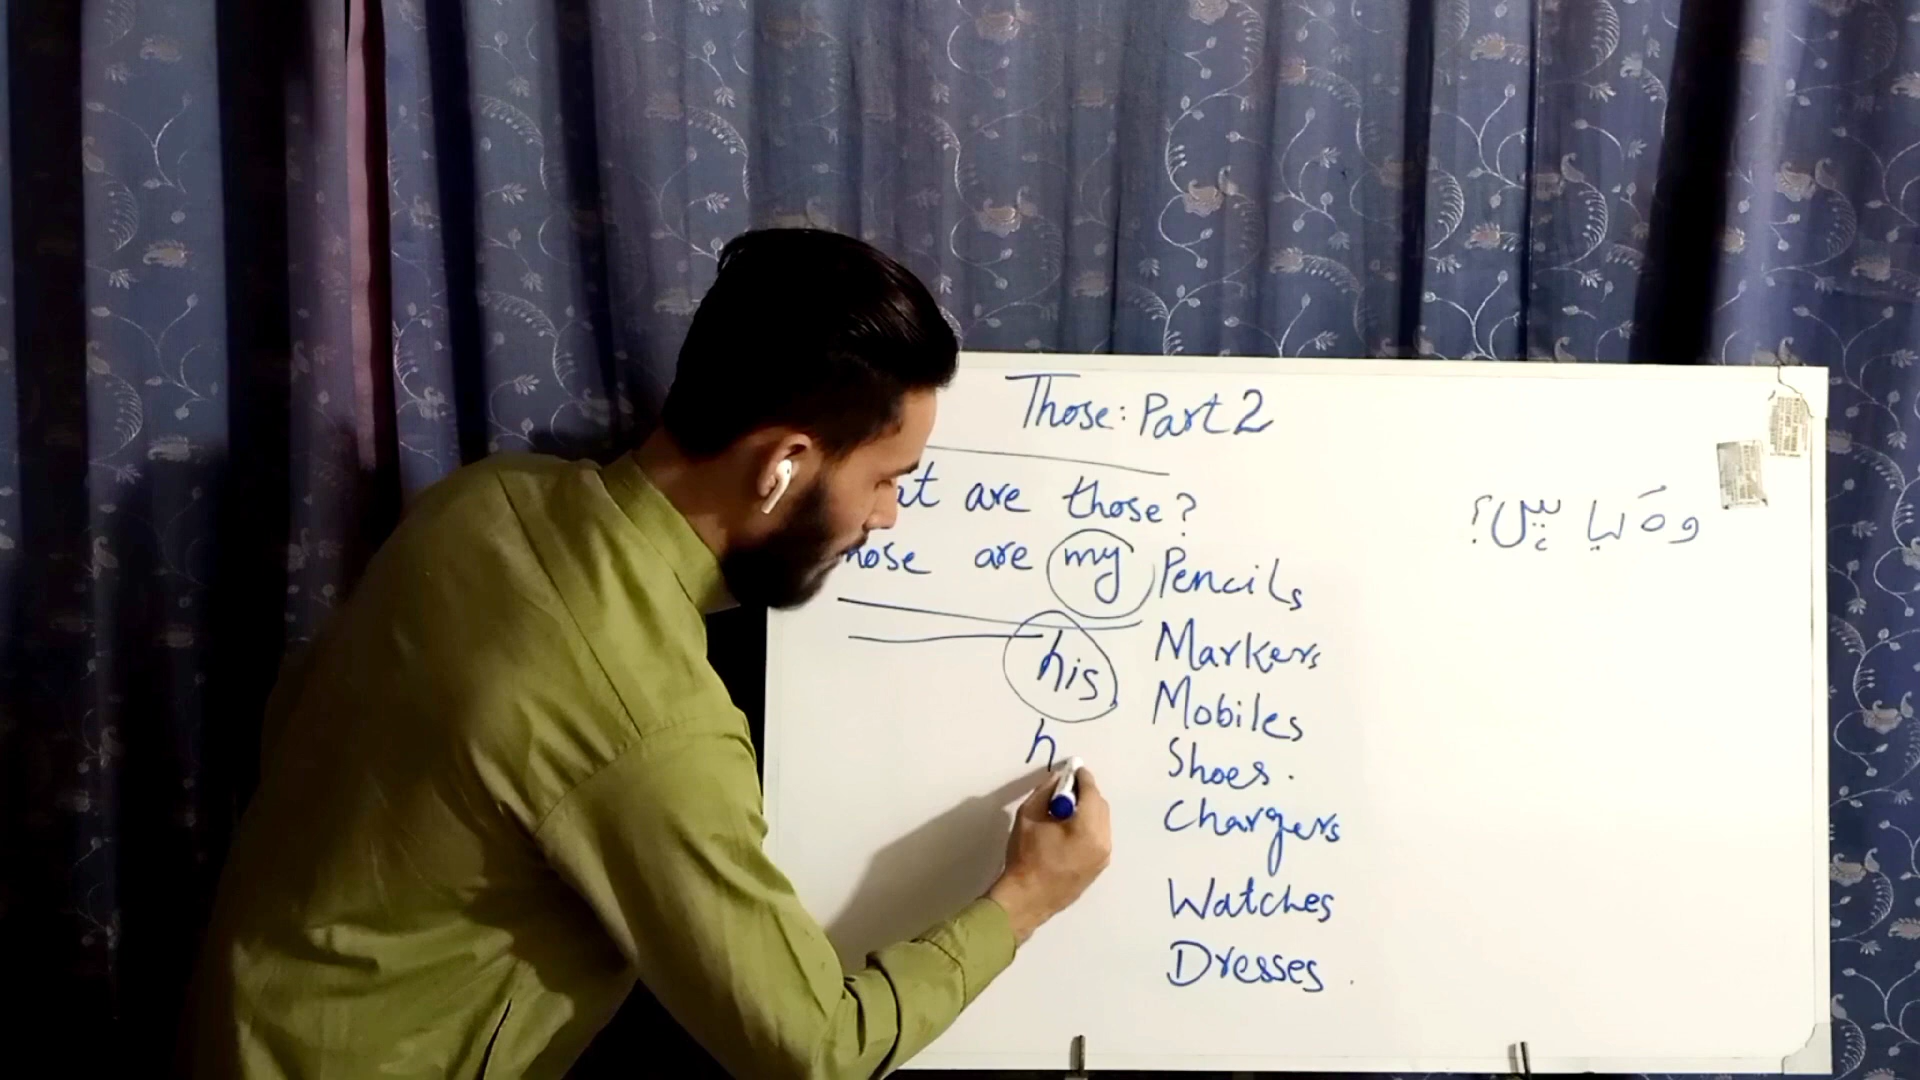 Those: Part 2
at are those?
وہ کیا ہیں؟
hose are my Pencils
his Markers
Mobiles
h
Shoes.
Chargers
Watches
Dresses.